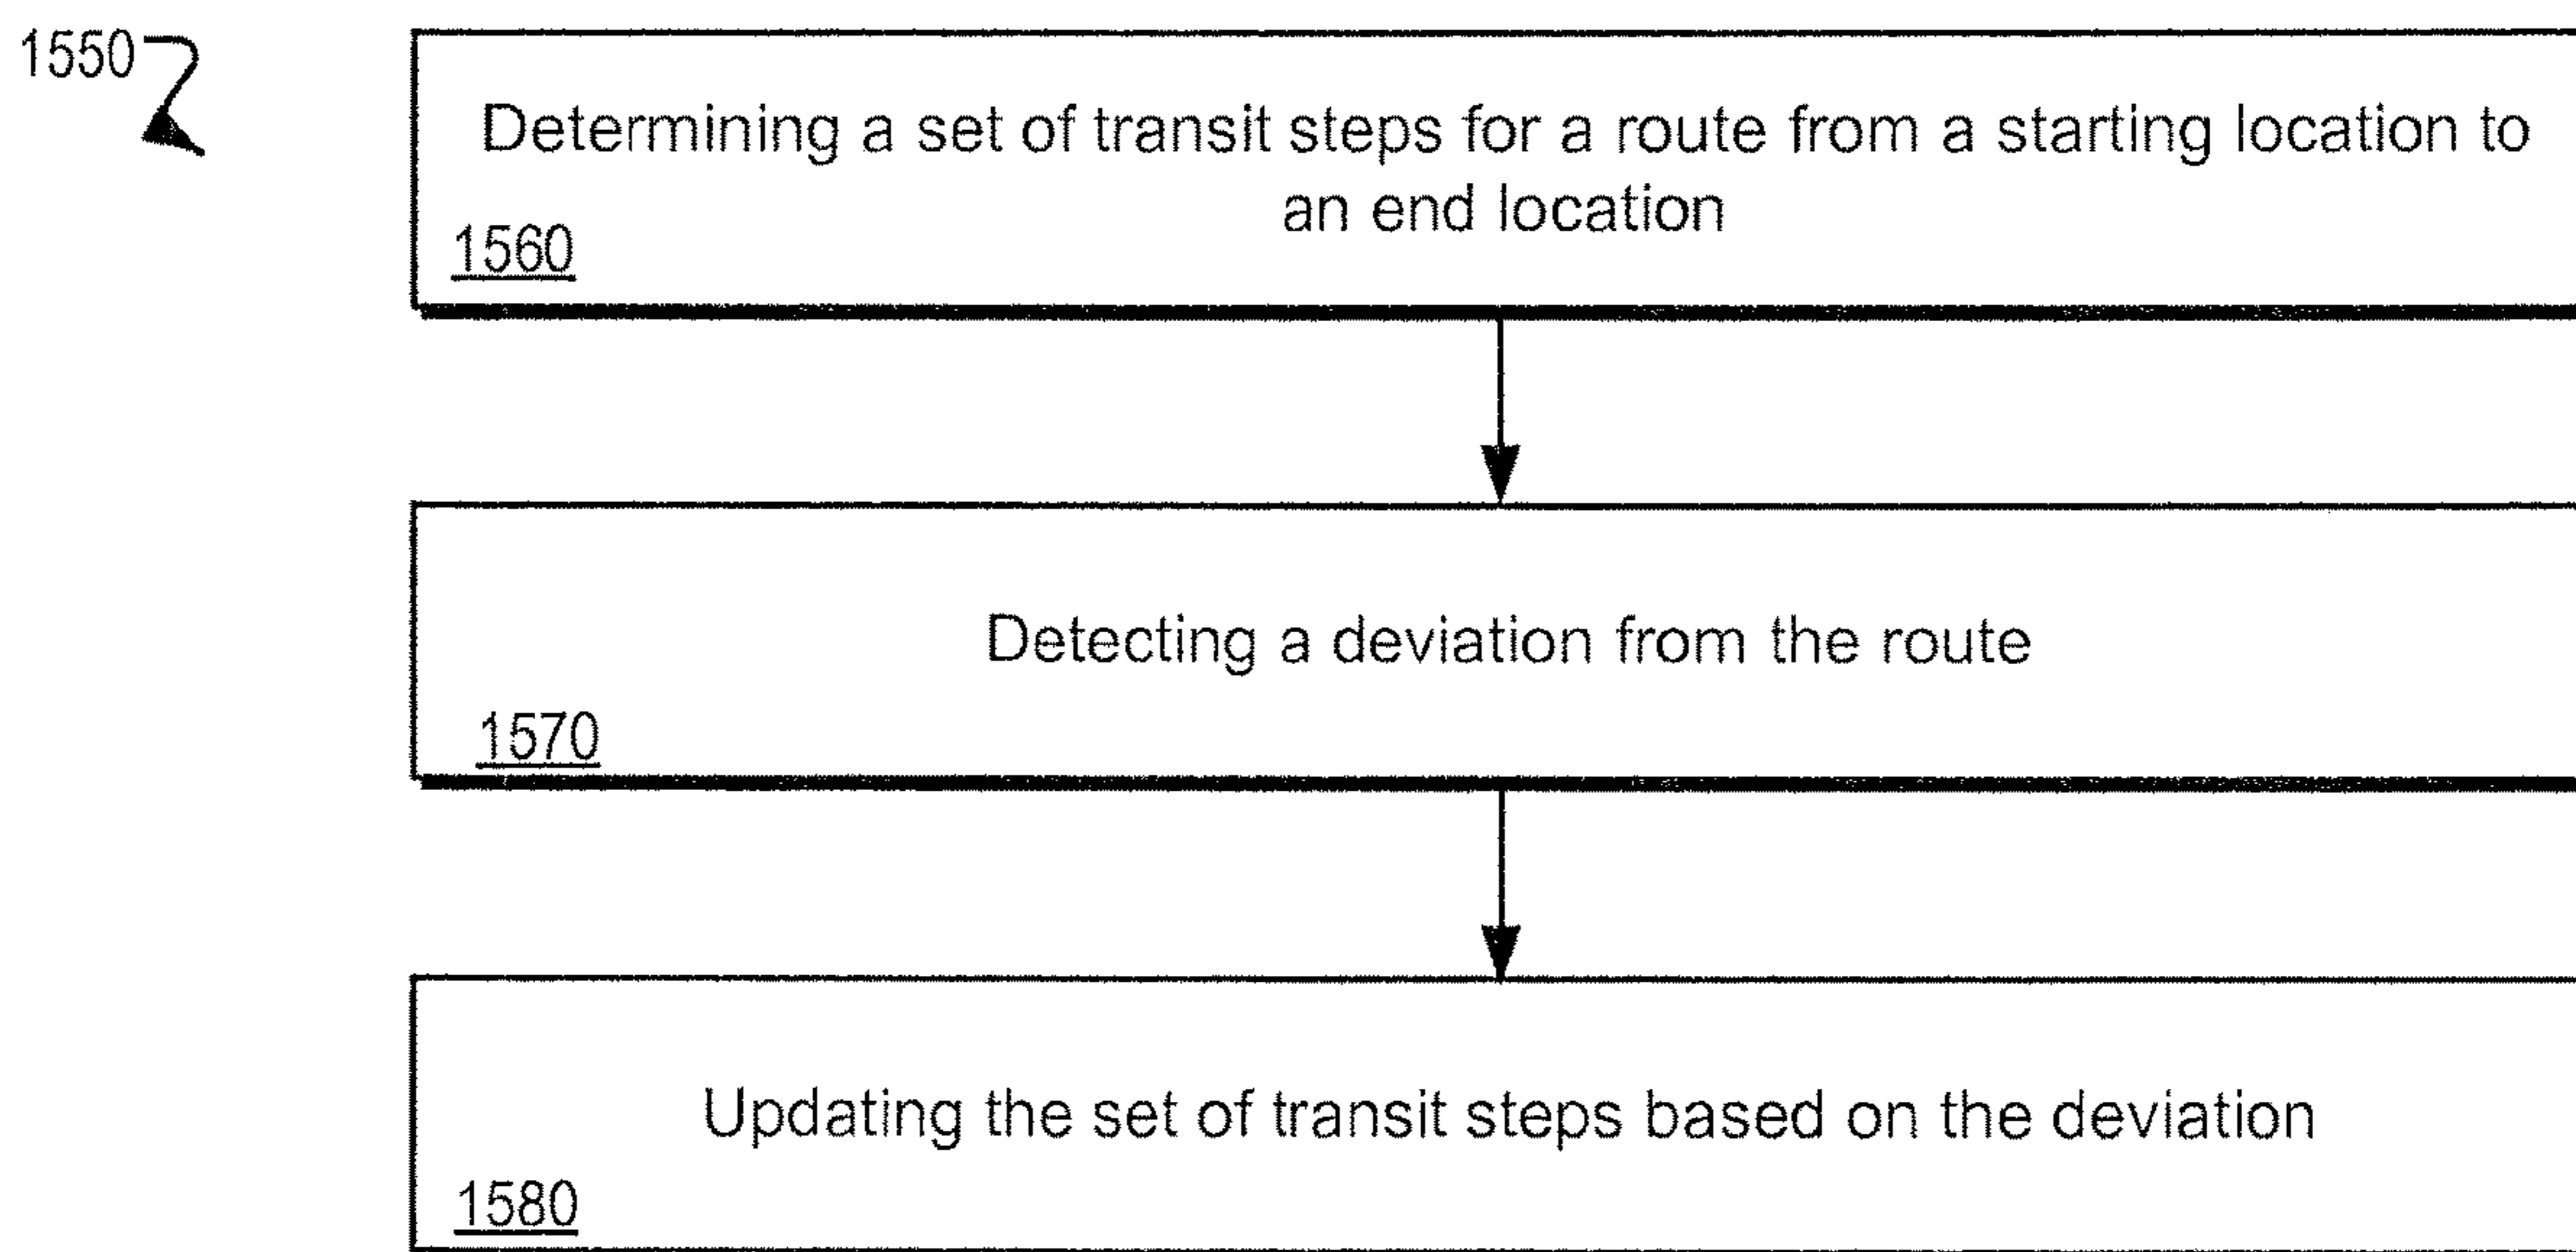 1550
Determining a set of transit steps for a route from a starting location to
an end location
1560
Detecting a deviation from the route
1570
Updating the set of transit steps based on the deviation
1580